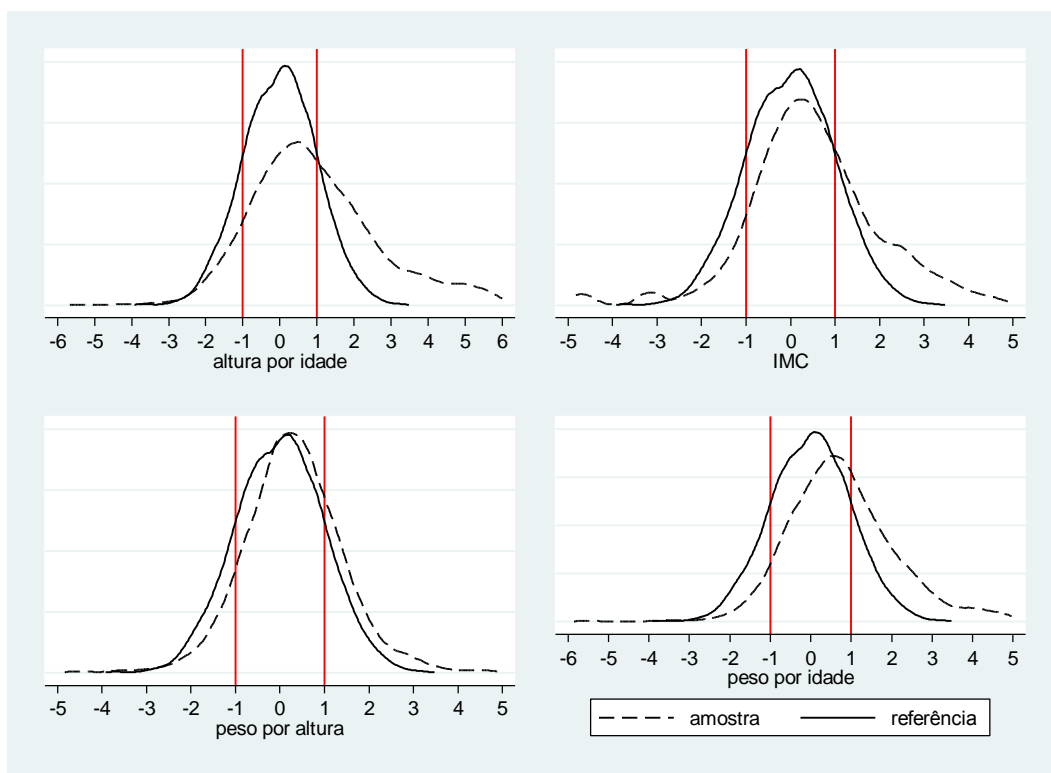 -6 -5 -4 -3 -2 -1 0 1 2 3 4 5 6
altura por idade
-5 -4 -3 -2 -1 0 1 2 3 4 5
IMC
-5 -4 -3 -2 -1 0 1 2 3 4 5
peso por altura
-6 -5 -4 -3 -2 -1 0 1 2 3 4 5
peso por idade
amostra referência